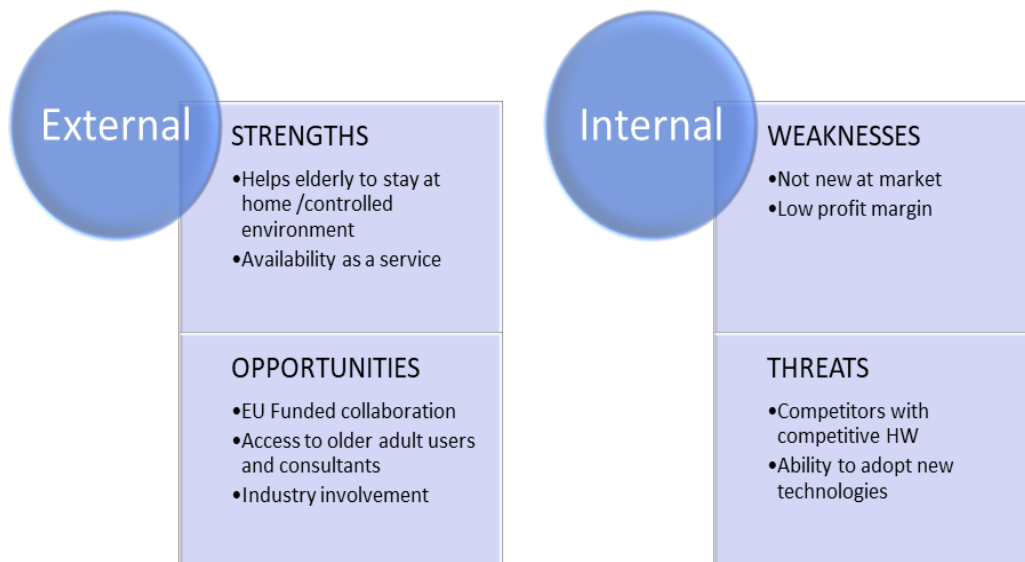 External
STRENGTHS
•Helps elderly to stay at
home /controlled
environment
•Availability as a service
OPPORTUNITIES
•EU Funded collaboration
•Access to older adult users
and consultants
•Industry involvement
Internal
WEAKNESSES
•Not new at market
•Low profit margin
THREATS
•Competitors with
competitive HW
•Ability to adopt new
technologies